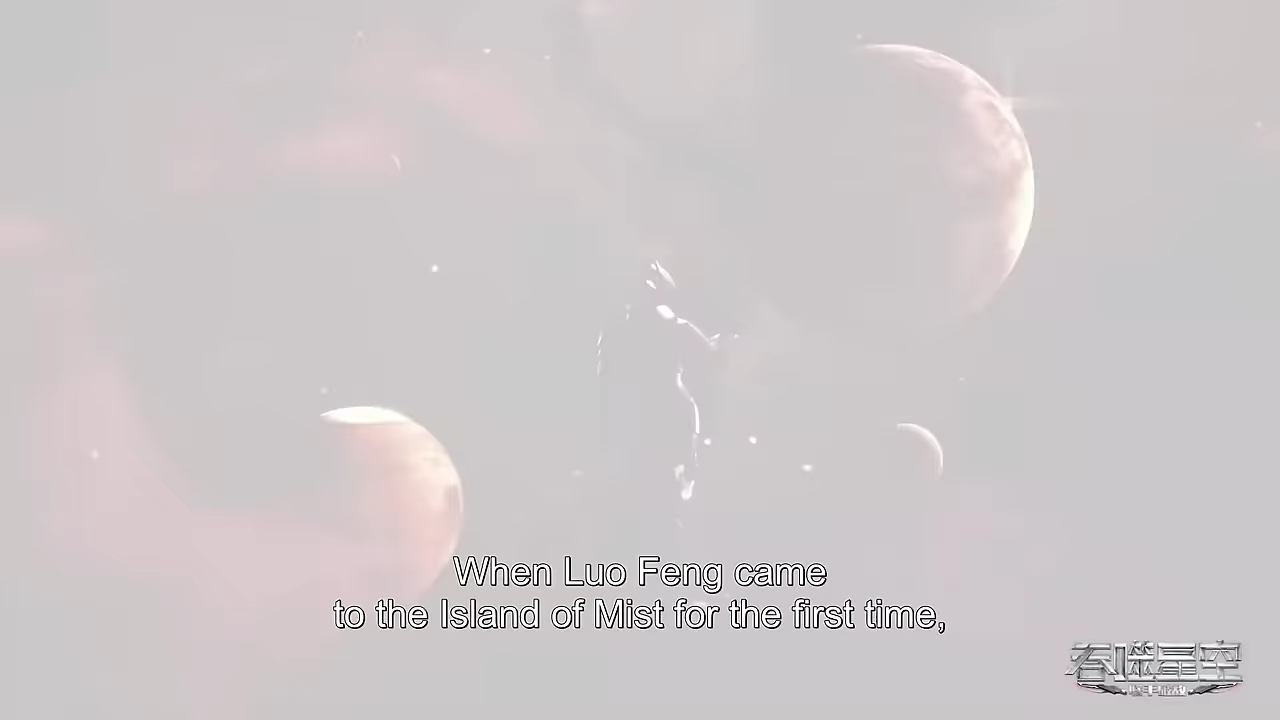 When Luo Feng came
to the Island of Mist for the first time,
吞噬星空